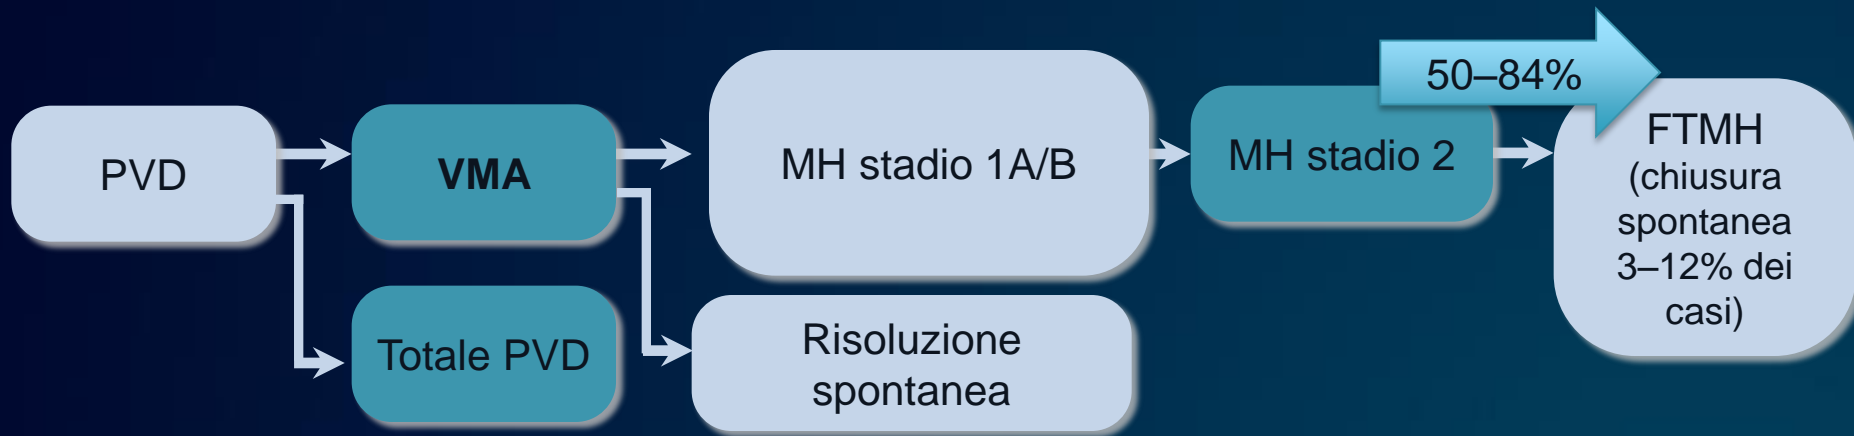 50–84%
PVD
VMA
MH stadio 1A/B
MH stadio 2
FTMH
(chiusura
spontanea
3–12% dei
casi)
Totale PVD
Risoluzione
spontanea